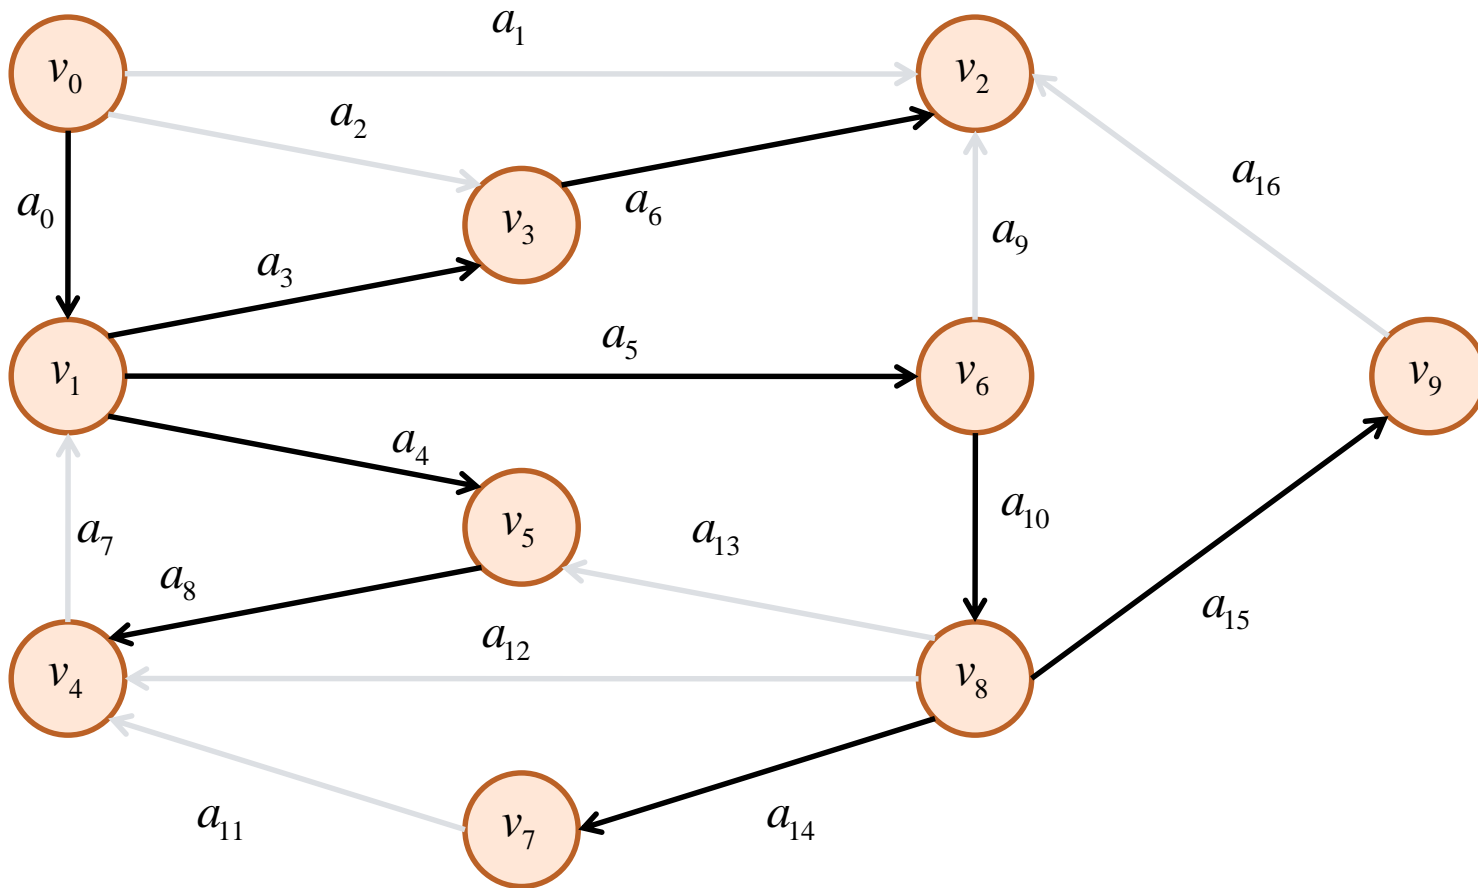 a₁
v₀
v₂
a₂
a₁₆
a₀
v₃
a₆
a₉
a₃
a₅
v₁
v₆
v₉
a₄
a₁₀
a₇
v₅
a₁₃
a₈
a₁₅
a₁₂
v₄
v₈
a₁₁
v₇
a₁₄